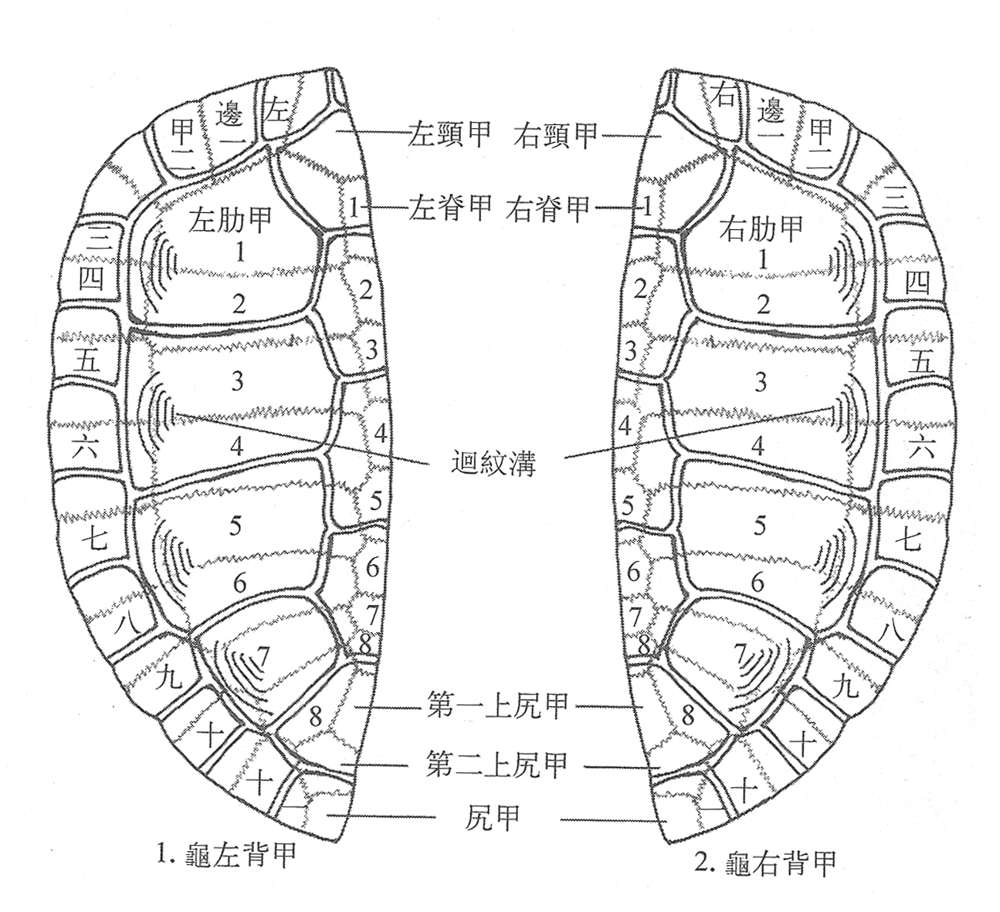 左
邊
一
甲
二
三
四
五
六
七
八
九
十
十
一
左肋甲
1
2
3
4
5
6
7
8
1
2
3
4
5
6
7
8
左頸甲
左脊甲
右頸甲
右脊甲
迴紋溝
第一上尻甲
第二上尻甲
尻甲
右
邊
一
甲
二
三
四
五
六
七
八
九
十
十
一
右肋甲
1
2
3
4
5
6
7
8
1
2
3
4
5
6
7
8
1. 龜左背甲
2. 龜右背甲